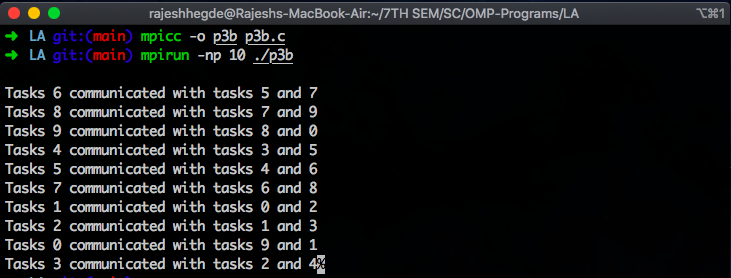 rajeshhegde@Rajeshs-MacBook-Air:~/7TH SEM/SC/OMP-Programs/LA ⌥⌘1
➜ LA git:(main) mpicc -o p3b p3b.c
➜ LA git:(main) mpirun -np 10 ./p3b
Tasks 6 communicated with tasks 5 and 7
Tasks 8 communicated with tasks 7 and 9
Tasks 9 communicated with tasks 8 and 0
Tasks 4 communicated with tasks 3 and 5
Tasks 5 communicated with tasks 4 and 6
Tasks 7 communicated with tasks 6 and 8
Tasks 1 communicated with tasks 0 and 2
Tasks 2 communicated with tasks 1 and 3
Tasks 0 communicated with tasks 9 and 1
Tasks 3 communicated with tasks 2 and 4%